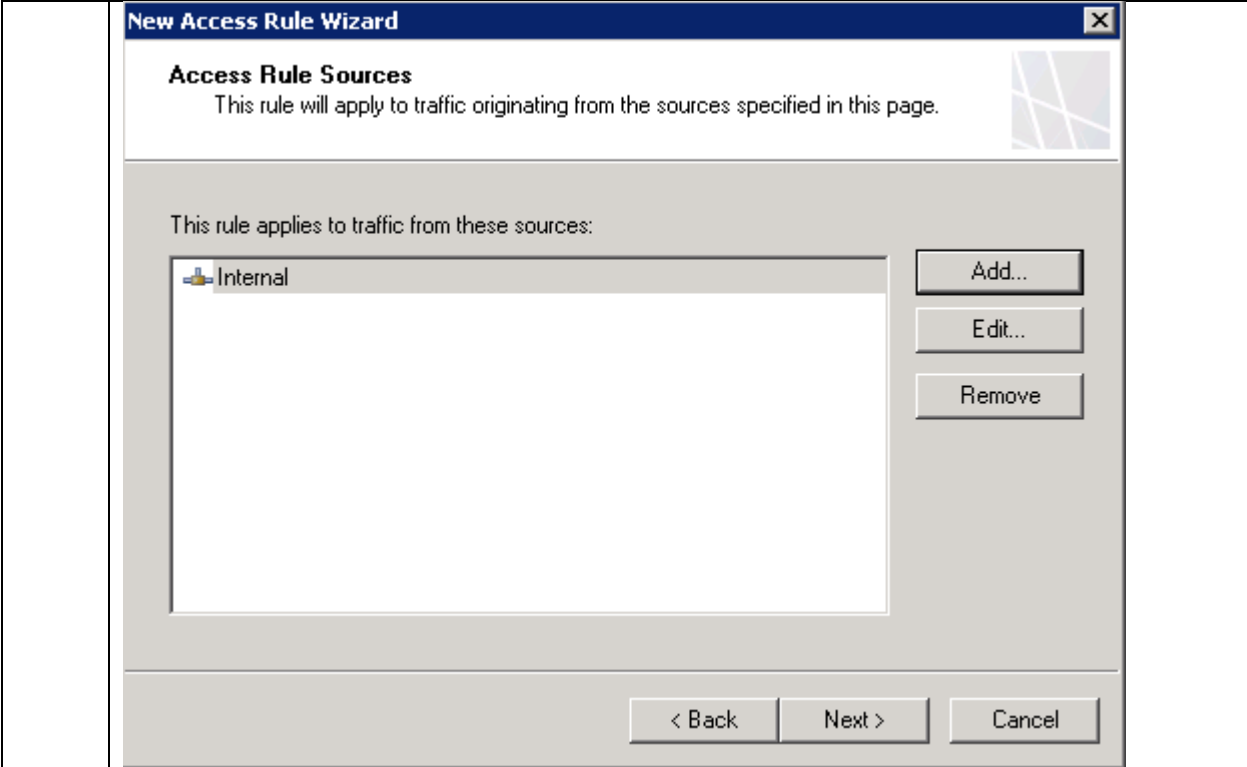 New Access Rule Wizard
Access Rule Sources
This rule will apply to traffic originating from the sources specified in this page.
This rule applies to traffic from these sources:
Internal
Add...
Edit...
Remove
< Back
Next >
Cancel